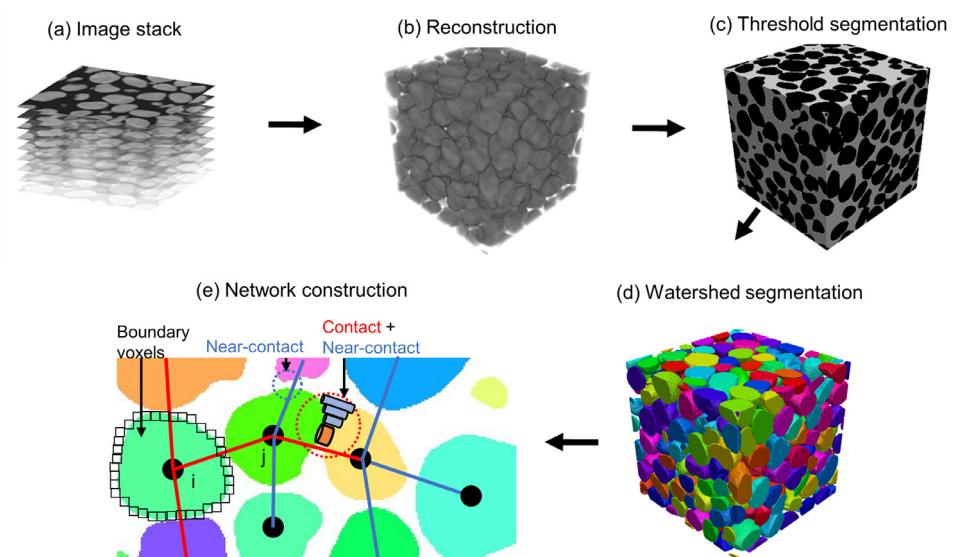 (a) Image stack
(b) Reconstruction
(c) Threshold segmentation
(e) Network construction
(d) Watershed segmentation
Boundary
voxels
Near-contact
Contact +
Near-contact
j
i